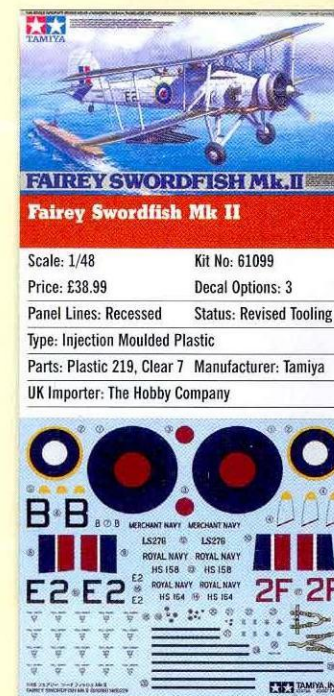 TAMIYA
FAIREY SWORDFISH Mk.II
Fairey Swordfish Mk II
Scale: 1/48 Kit No: 61099
Price: £38.99 Decal Options: 3
Panel Lines: Recessed Status: Revised Tooling
Type: Injection Moulded Plastic
Parts: Plastic 219, Clear 7 Manufacturer: Tamiya
UK Importer: The Hobby Company
B B B B
MERCHANT NAVY MERCHANT NAVY
LS276 LS276
ROYAL NAVY ROYAL NAVY
HS 158 HS 158
E2 E2 E2 E2
ROYAL NAVY ROYAL NAVY
HS 164 HS 164
2F 2F
TAMIYA, INC